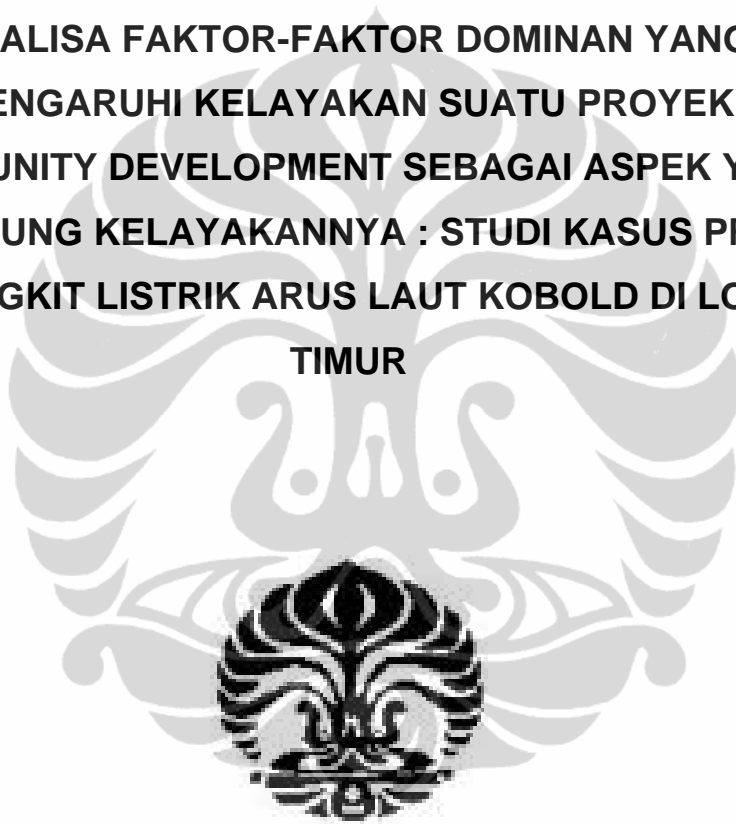 ALISA FAKTOR-FAKTOR DOMINAN YANG
ENGARUHI KELAYAKAN SUATU PROYEK
UNITY DEVELOPMENT SEBAGAI ASPEK Y
UNG KELAYAKANNYA : STUDI KASUS PR
GKIT LISTRIK ARUS LAUT KOBOLD DI LO
TIMUR